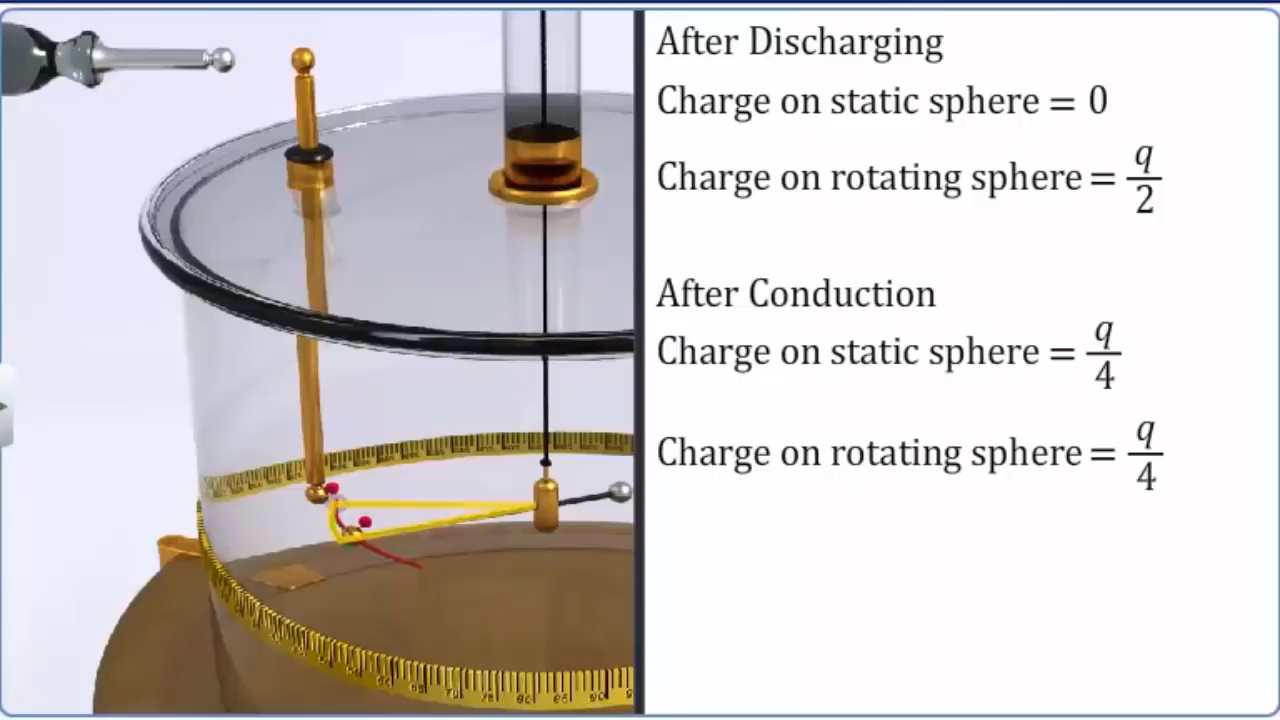 After Discharging
Charge on static sphere = 0
Charge on rotating sphere = q/2
After Conduction
Charge on static sphere = q/4
Charge on rotating sphere = q/4